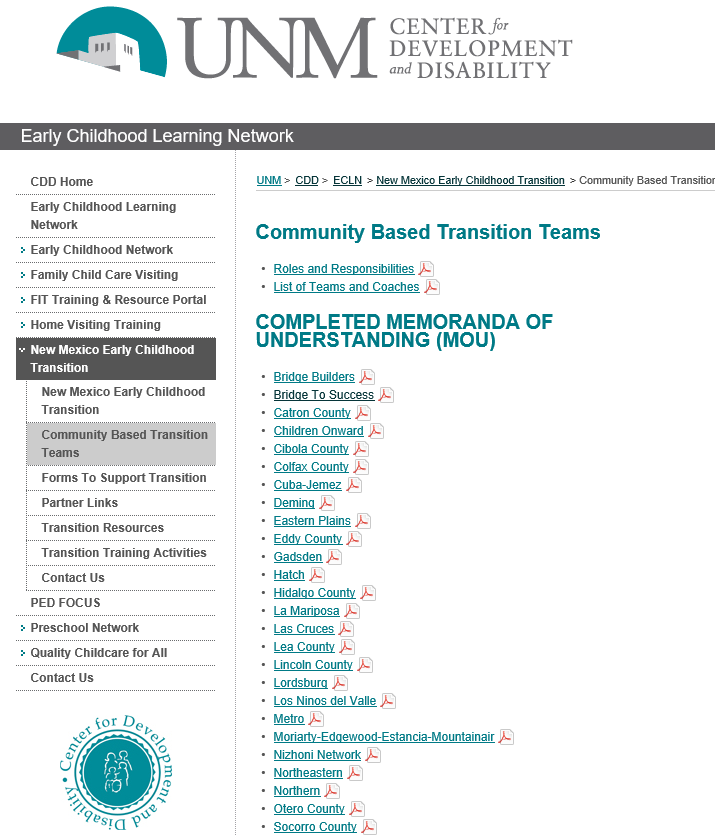 UNM
CENTER for
DEVELOPMENT
and DISABILITY
Early Childhood Learning Network
CDD Home
Early Childhood Learning
Network
Early Childhood Network
Family Child Care Visiting
FIT Training & Resource Portal
Home Visiting Training
New Mexico Early Childhood
Transition
New Mexico Early Childhood
Transition
Community Based Transition
Teams
Forms To Support Transition
Partner Links
Transition Resources
Transition Training Activities
Contact Us
PED FOCUS
Preschool Network
Quality Childcare for All
Contact Us
Center for Development and Disability
UNM > CDD > ECLN > New Mexico Early Childhood Transition > Community Based Transition
Community Based Transition Teams
• Roles and Responsibilities
• List of Teams and Coaches
COMPLETED MEMORANDA OF
UNDERSTANDING (MOU)
• Bridge Builders
• Bridge To Success
• Catron County
• Children Onward
• Cibola County
• Colfax County
• Cuba-Jemez
• Deming
• Eastern Plains
• Eddy County
• Gadsden
• Hatch
• Hidalgo County
• La Mariposa
• Las Cruces
• Lea County
• Lincoln County
• Lordsburg
• Los Ninos del Valle
• Metro
• Moriarty-Edgewood-Estancia-Mountainair
• Nizhoni Network
• Northeastern
• Northern
• Otero County
• Socorro County